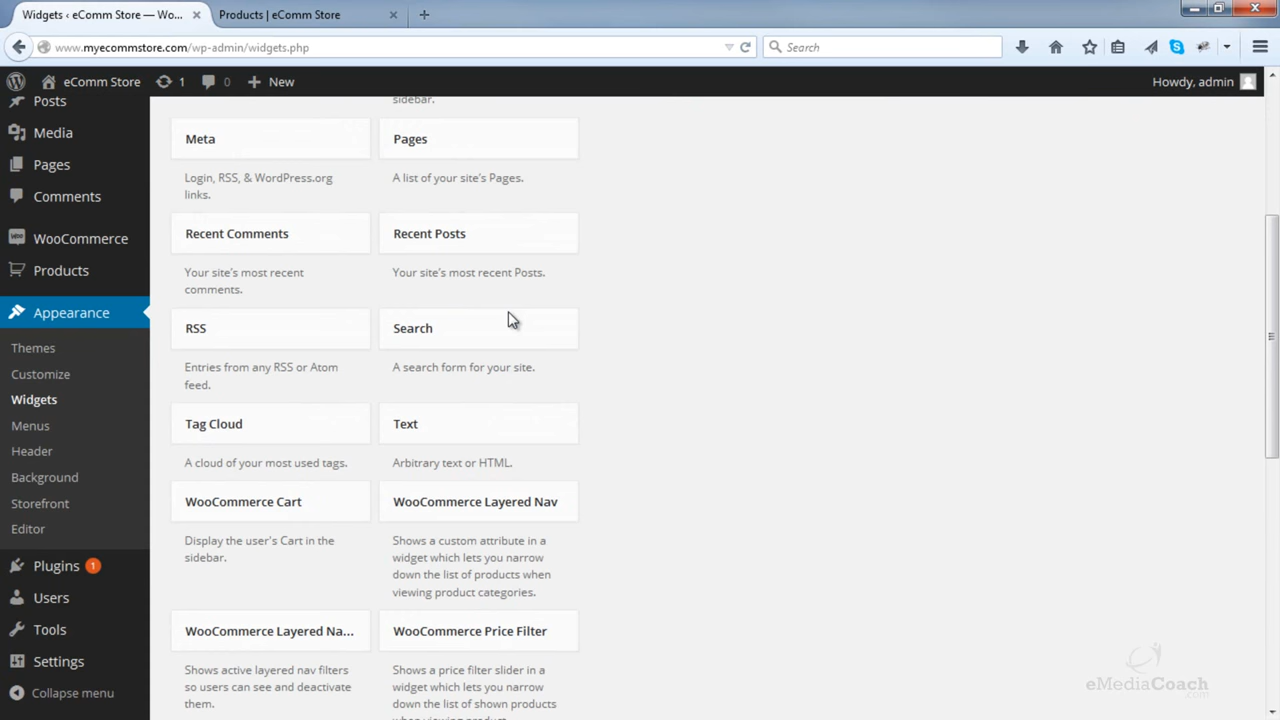 Widgets ‹ eComm Store — Wo...
Products | eComm Store
www.myecommstore.com/wp-admin/widgets.php
Search
eComm Store
1
0
New
Howdy, admin
Posts
Media
Pages
Comments
WooCommerce
Products
Appearance
Themes
Customize
Widgets
Menus
Header
Background
Storefront
Editor
Plugins 1
Users
Tools
Settings
Collapse menu
sidebar.
Meta
Login, RSS, & WordPress.org
links.
Pages
A list of your site's Pages.
Recent Comments
Your site's most recent
comments.
Recent Posts
Your site's most recent Posts.
RSS
Entries from any RSS or Atom
feed.
Search
A search form for your site.
Tag Cloud
A cloud of your most used tags.
Text
Arbitrary text or HTML.
WooCommerce Cart
Display the user's Cart in the
sidebar.
WooCommerce Layered Nav
Shows a custom attribute in a
widget which lets you narrow
down the list of products when
viewing product categories.
WooCommerce Layered Na...
Shows active layered nav filters
so users can see and deactivate
them.
WooCommerce Price Filter
Shows a price filter slider in a
widget which lets you narrow
down the list of shown products
when viewing product
eMediaCoach
.com